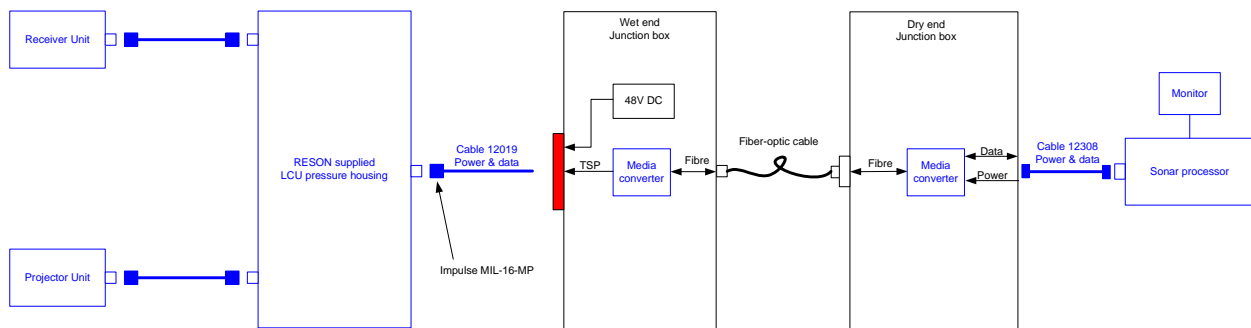 Receiver Unit
Projector Unit
RESON supplied
LCU pressure housing
Cable 12019
Power & data
Impulse MIL-16-MP
Wet end
Junction box
48V DC
TSP
Media
converter
Fibre
Fiber-optic cable
Dry end
Junction box
Fibre
Media
converter
Data
Power
Cable 12308
Power & data
Monitor
Sonar processor